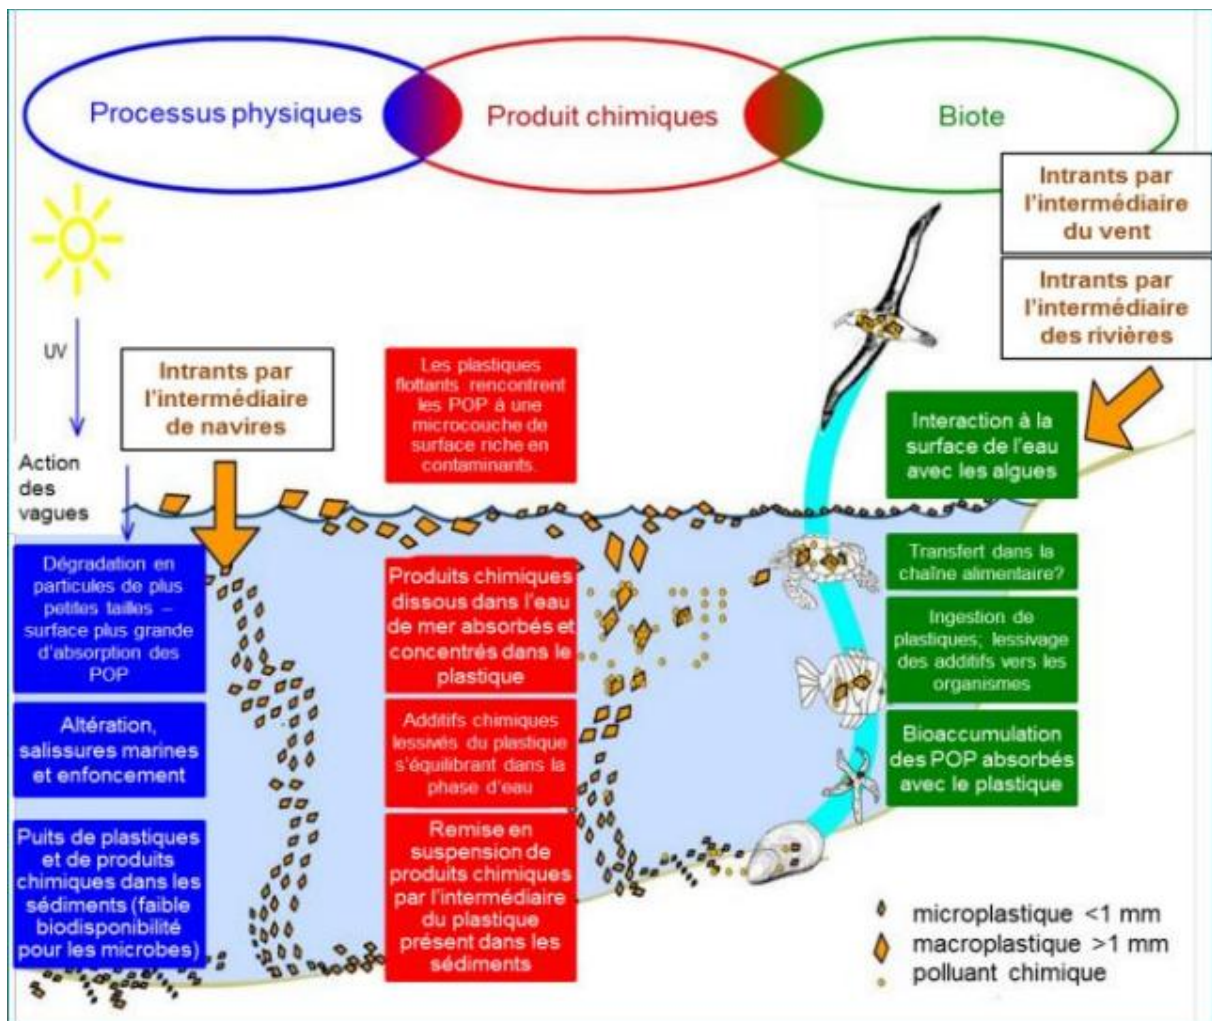 Processus physiques
Produit chimiques
Biote
Intrants par
l'intermédiaire
du vent
Intrants par
l'intermédiaire
des rivières
UV
Intrants par
l'intermédiaire
de navires
Les plastiques
flottants rencontrent
les POP à une
microcouche de
surface riche en
contaminants.
Interaction à la
surface de l'eau
avec les algues
Action
des
vagues
Dégradation en
particules de plus
petites tailles –
surface plus grande
d'absorption des
POP
Produits chimiques
dissous dans l'eau
de mer absorbés et
concentrés dans le
plastique
Transfert dans la
chaîne alimentaire?
Ingestion de
plastiques; lessivage
des additifs vers les
organismes
Altération,
salissures marines
et enfoncement
Additifs chimiques
lessivés du plastique
s'équilibrant dans la
phase d'eau
Bioaccumulation
des POP absorbés
avec le plastique
Puits de plastiques
et de produits
chimiques dans les
sédiments (faible
biodisponibilité
pour les microbes)
Remise en
suspension de
produits chimiques
par l'intermédiaire
du plastique
présent dans les
sédiments
microplastique <1 mm
macroplastique >1 mm
polluant chimique